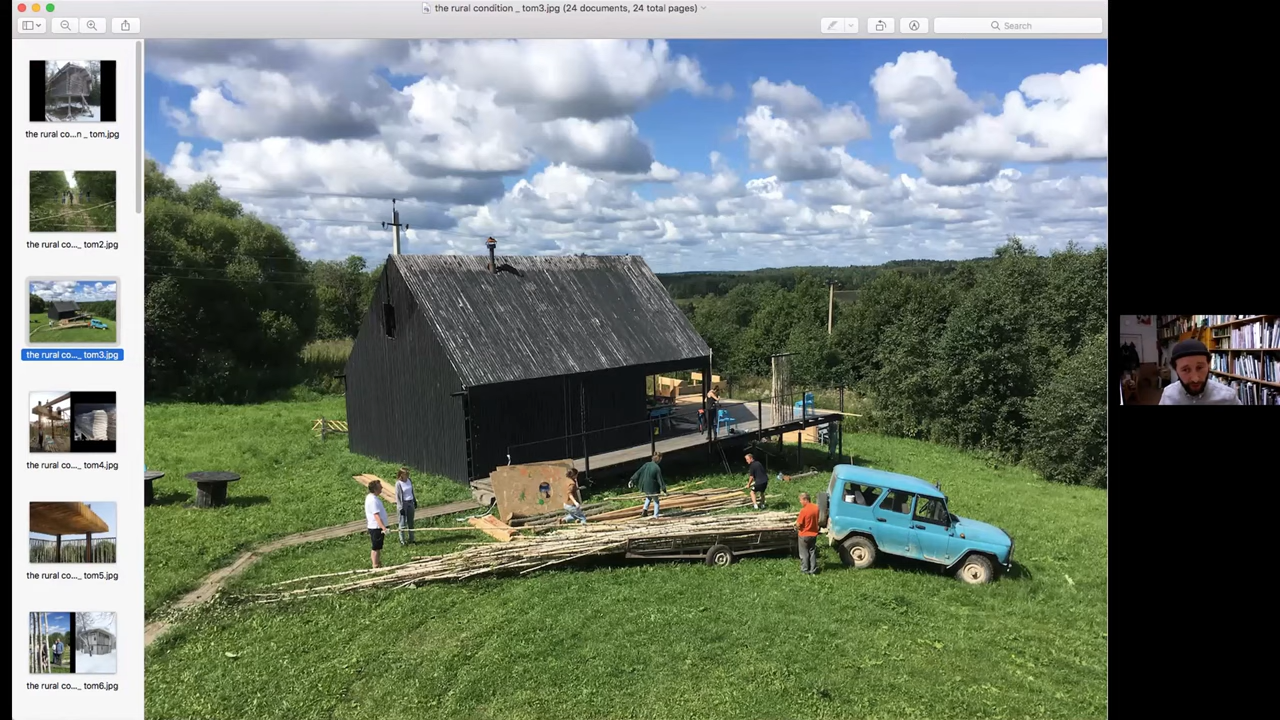 the rural condition _ tom3.jpg (24 documents, 24 total pages)
Search
the rural co...n _ tom.jpg
the rural co..._ tom2.jpg
the rural co..._ tom3.jpg
the rural co..._ tom4.jpg
the rural co..._ tom5.jpg
the rural co..._ tom6.jpg